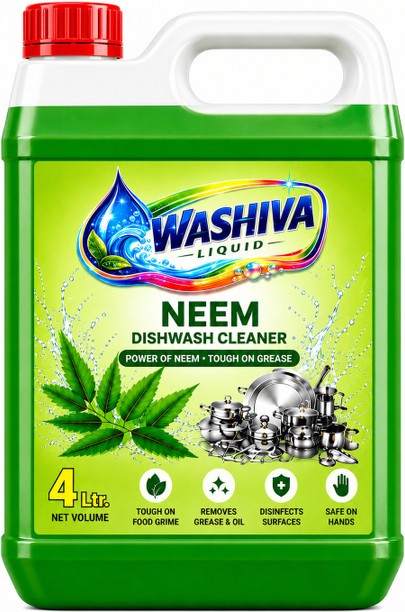 WASHIVA
LIQUID
NEEM
DISHWASH CLEANER
POWER OF NEEM • TOUGH ON GREASE
4 Ltr.
NET VOLUME
TOUGH ON
FOOD GRIME
REMOVES
GREASE & OIL
DISINFECTS
SURFACES
SAFE ON
HANDS